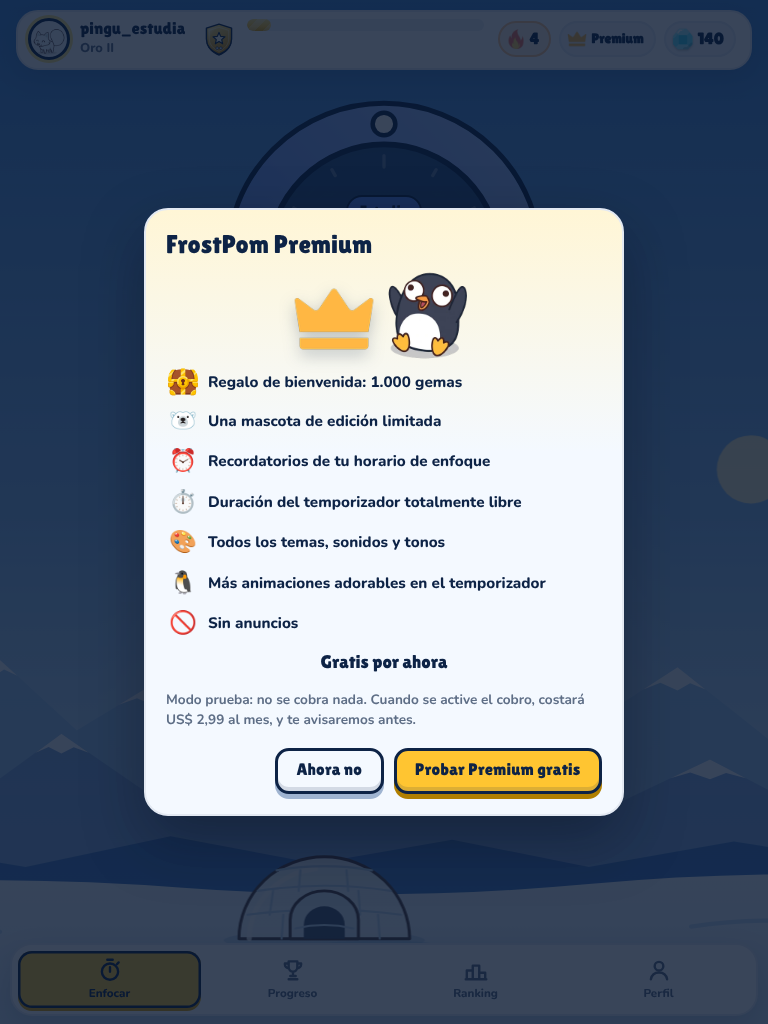 pingu_estudia
Oro II
4
Premium
140
FrostPom Premium
Regalo de bienvenida: 1.000 gemas
Una mascota de edición limitada
Recordatorios de tu horario de enfoque
Duración del temporizador totalmente libre
Todos los temas, sonidos y tonos
Más animaciones adorables en el temporizador
Sin anuncios
Gratis por ahora
Modo prueba: no se cobra nada. Cuando se active el cobro, costará
US$ 2,99 al mes, y te avisaremos antes.
Ahora no
Probar Premium gratis
Enfocar
Progreso
Ranking
Perfil